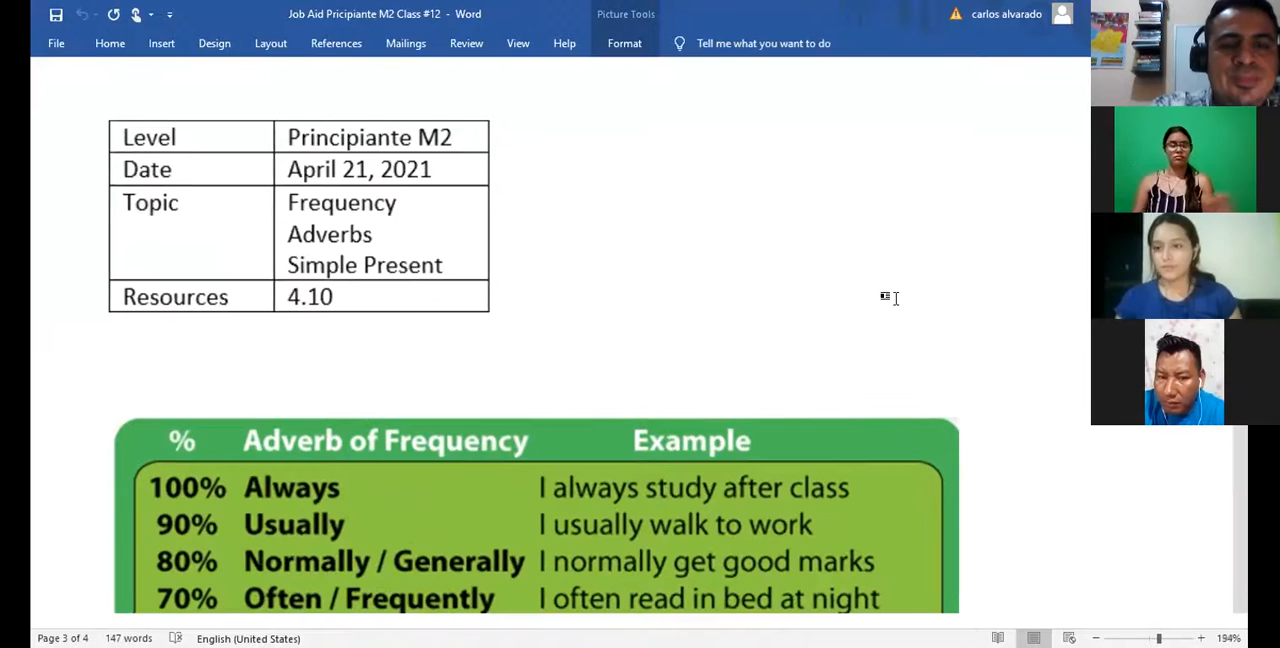 Job Aid Pricipiante M2 Class #12 - Word
Picture Tools
carlos alvarado
File Home Insert Design Layout References Mailings Review View Help Format Tell me what you want to do
Level Principiante M2
Date April 21, 2021
Topic Frequency
Adverbs
Simple Present
Resources 4.10
% Adverb of Frequency Example
100% Always I always study after class
90% Usually I usually walk to work
80% Normally / Generally I normally get good marks
70% Often / Frequently I often read in bed at night
Page 3 of 4 147 words English (United States) 194%